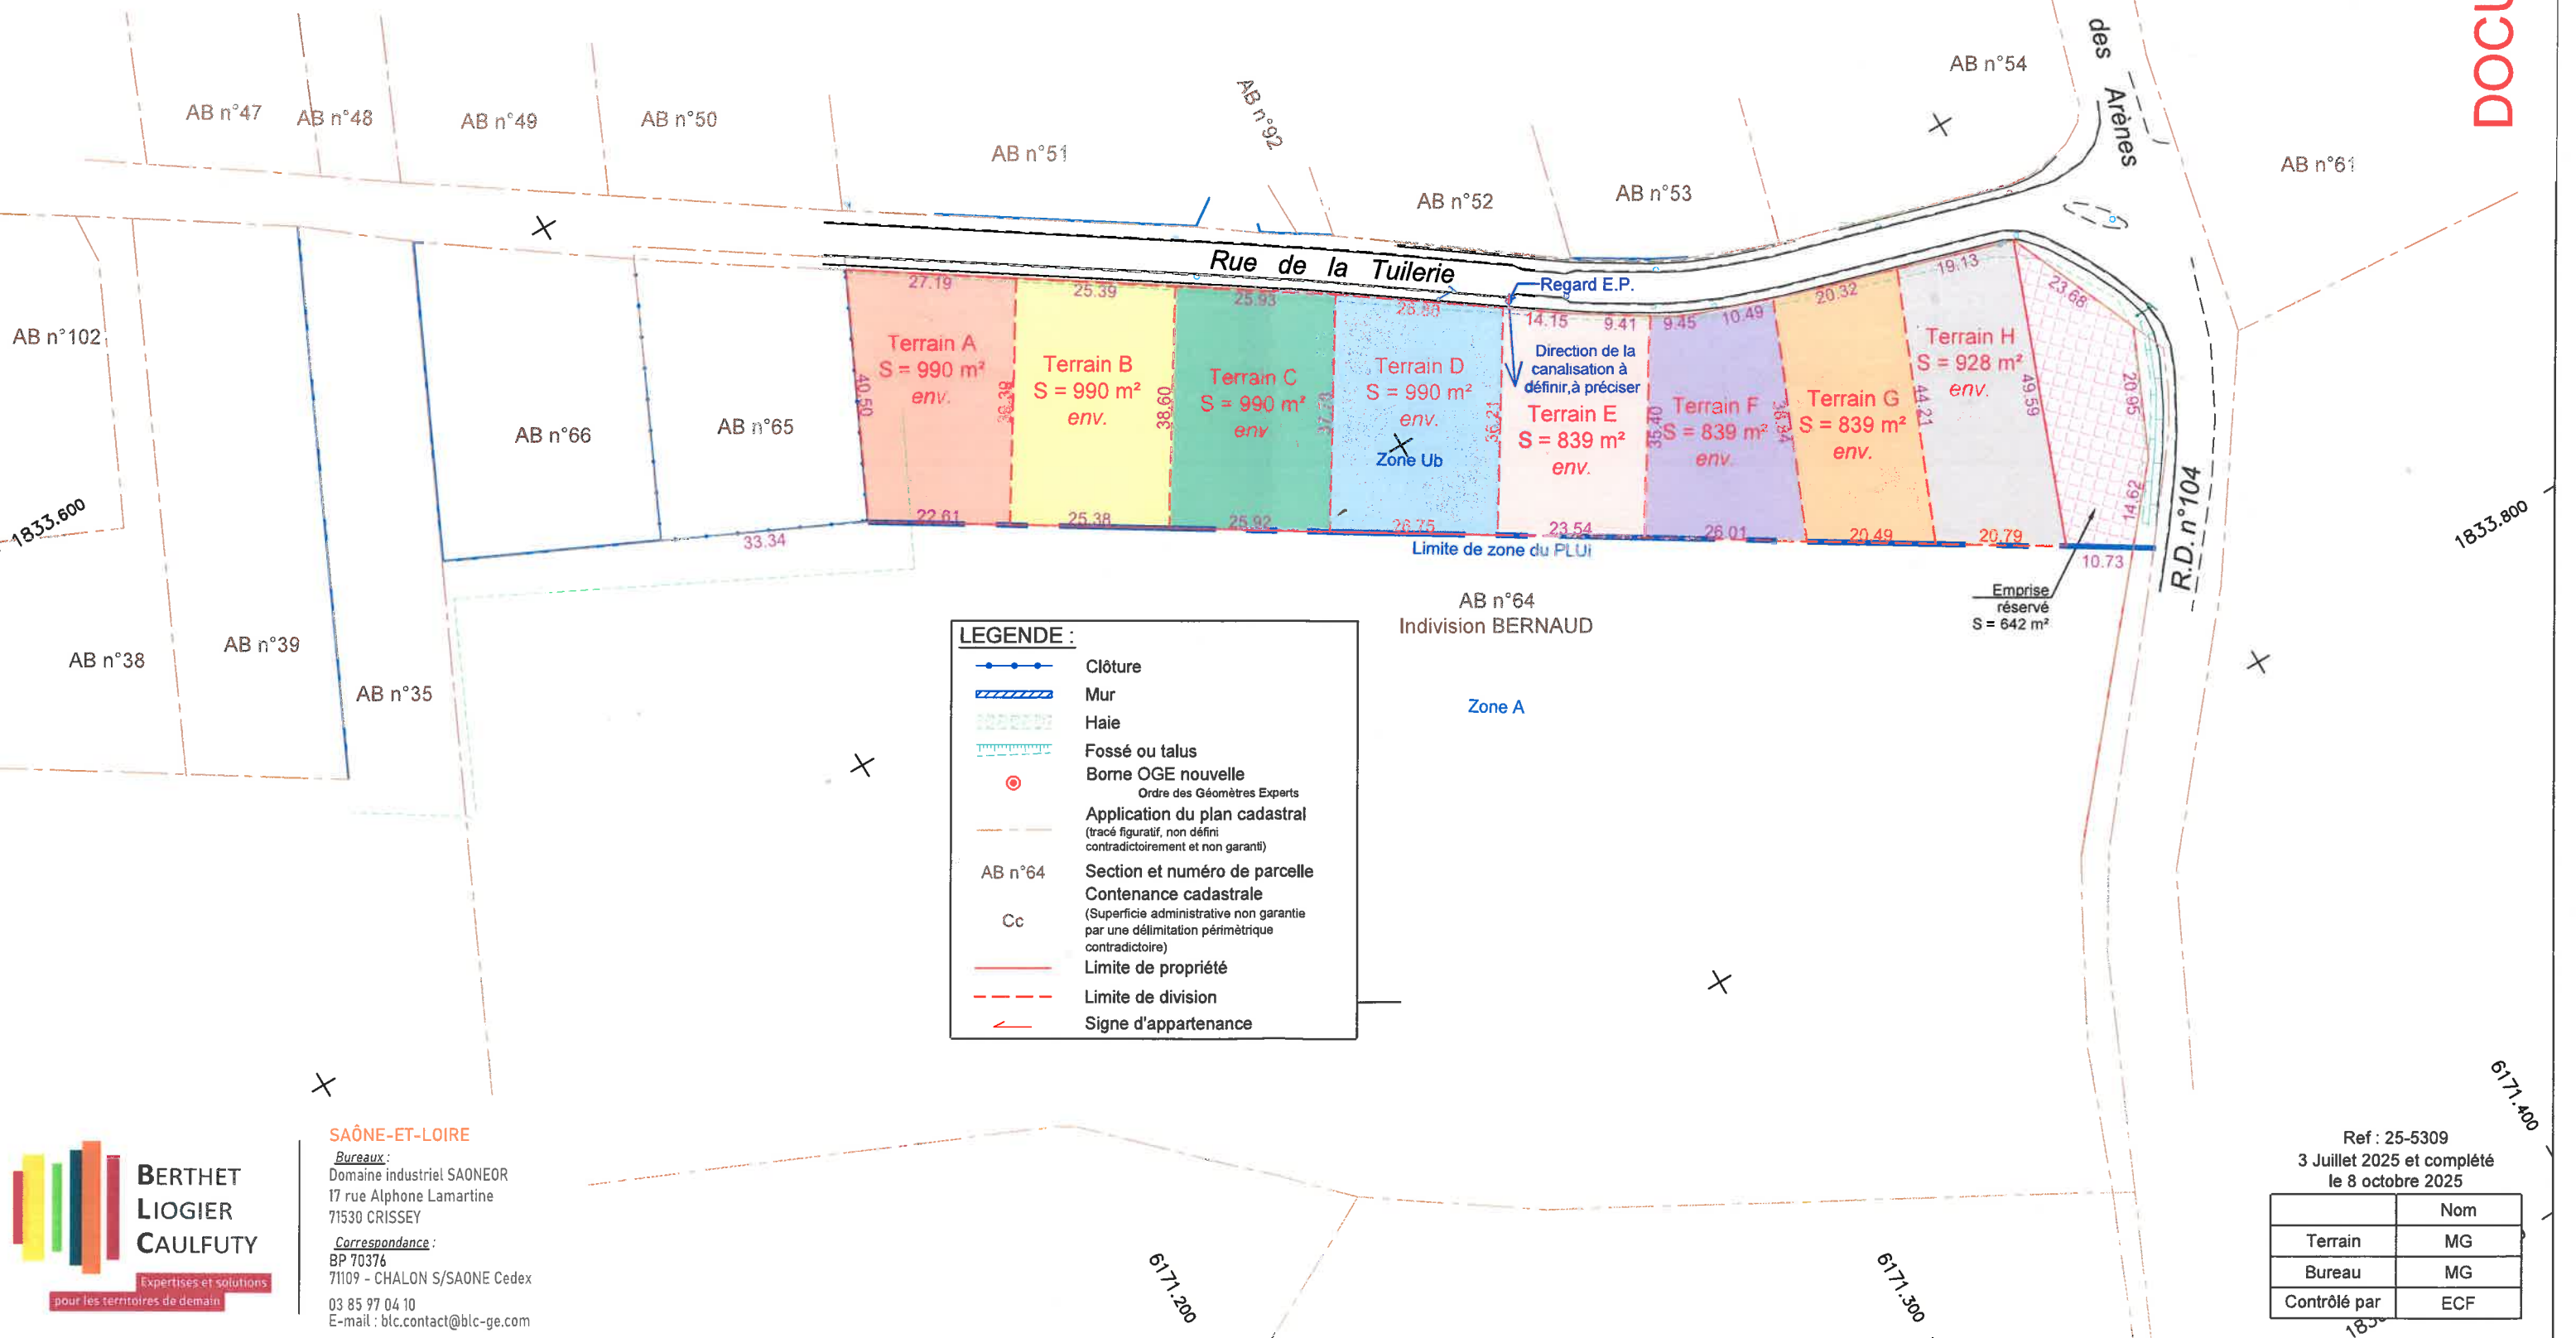 DOCU
des Arènes
AB n°54
AB n°47
AB n°48
AB n°49
AB n°50
AB n°51
AB n°92
AB n°52
AB n°53
AB n°61
Rue de la Tuilerie
Regard E.P.
27.19
25.39
25.93
26.80
14.15
9.41
9.45
10.49
20.32
19.13
23.68
AB n°102
AB n°66
AB n°65
Terrain A
S = 990 m²
env.
Terrain B
S = 990 m²
env.
Terrain C
S = 990 m²
env
Terrain D
S = 990 m²
env.
Zone Ub
Direction de la
canalisation à
définir,à préciser
Terrain E
S = 839 m²
env.
Terrain F
S = 839 m²
env.
Terrain G
S = 839 m²
env.
Terrain H
S = 928 m²
env.
40.50
38.60
36.21
35.40
44.21
49.59
20.95
14.62
R.D. n°104
1833.600
1833.800
33.34
22.61
25.38
25.92
26.75
23.54
26.01
20.49
20.79
10.73
Limite de zone du PLUi
Emprise
réservé
S = 642 m²
AB n°64
Indivision BERNAUD
Zone A
AB n°38
AB n°39
AB n°35
LEGENDE :
Clôture
Mur
Haie
Fossé ou talus
Borne OGE nouvelle
Ordre des Géomètres Experts
Application du plan cadastral
(tracé figuratif, non défini
contradictoirement et non garanti)
AB n°64 Section et numéro de parcelle
Contenance cadastrale
Cc (Superficie administrative non garantie
par une délimitation périmètrique
contradictoire)
Limite de propriété
Limite de division
Signe d'appartenance
BERTHET
LIOGIER
CAULFUTY
Expertises et solutions
pour les territoires de demain
SAÔNE-ET-LOIRE
Bureaux :
Domaine industriel SAONEOR
17 rue Alphone Lamartine
71530 CRISSEY
Correspondance :
BP 70376
71109 - CHALON S/SAONE Cedex
03 85 97 04 10
E-mail : blc.contact@blc-ge.com
6171.200
6171.300
6171.400
Ref : 25-5309
3 Juillet 2025 et complété
le 8 octobre 2025
Nom
Terrain MG
Bureau MG
Contrôlé par ECF